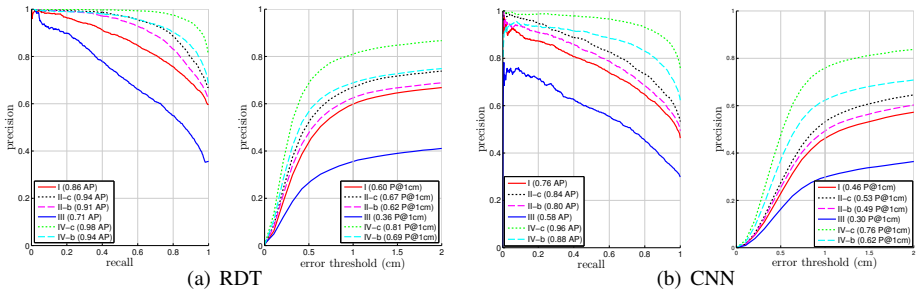 1
0.8
0.6
0.4
0.2
0
0
0.2
0.4
0.6
0.8
1
precision
recall
I (0.86 AP)
II−c (0.94 AP)
II−b (0.91 AP)
III (0.71 AP)
IV−c (0.98 AP)
IV−b (0.94 AP)
1
0.8
0.6
0.4
0.2
0
0
0.5
1
1.5
2
precision
error threshold (cm)
I (0.60 P@1cm)
II−c (0.67 P@1cm)
II−b (0.62 P@1cm)
III (0.36 P@1cm)
IV−c (0.81 P@1cm)
IV−b (0.69 P@1cm)
(a) RDT
1
0.8
0.6
0.4
0.2
0
0
0.2
0.4
0.6
0.8
1
precision
recall
I (0.76 AP)
II−c (0.84 AP)
II−b (0.80 AP)
III (0.58 AP)
IV−c (0.96 AP)
IV−b (0.88 AP)
1
0.8
0.6
0.4
0.2
0
0
0.5
1
1.5
2
precision
error threshold (cm)
I (0.46 P@1cm)
II−c (0.53 P@1cm)
II−b (0.49 P@1cm)
III (0.30 P@1cm)
IV−c (0.76 P@1cm)
IV−b (0.62 P@1cm)
(b) CNN